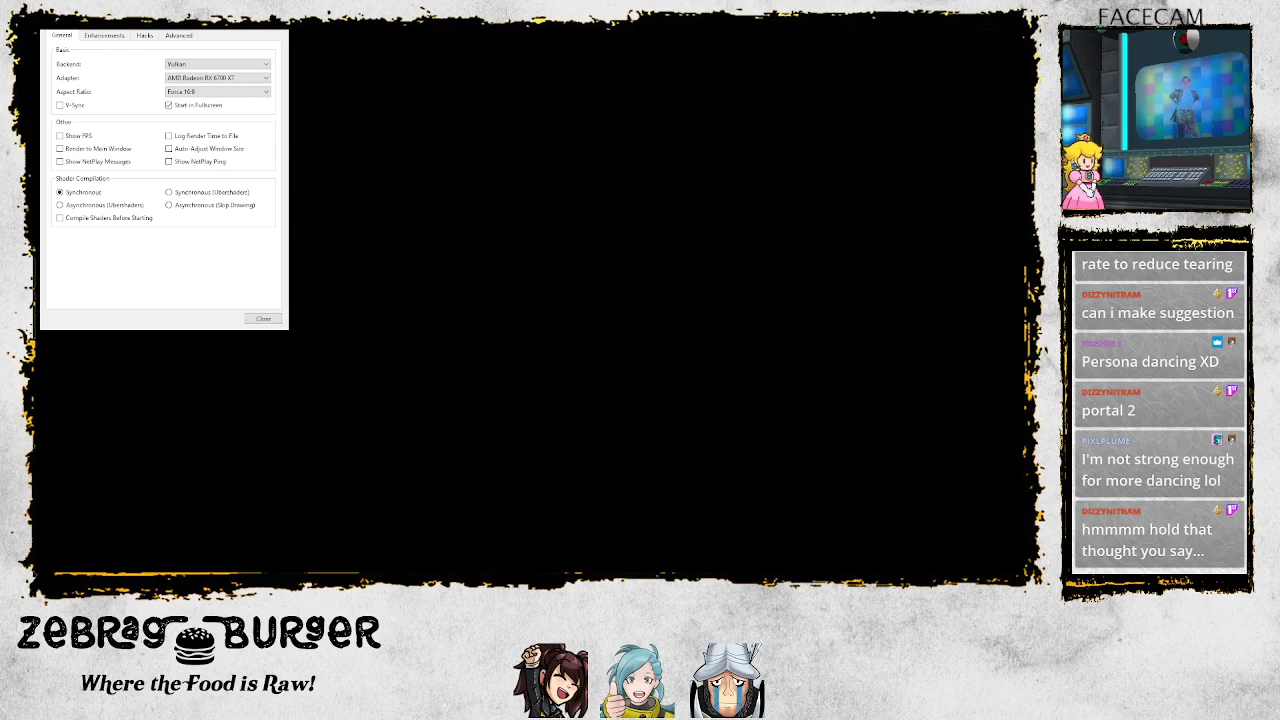 FACECAM
General Enhancements Hacks Advanced
Basic
Backend: Vulkan
Adapter: AMD Radeon RX 6700 XT
Aspect Ratio: Force 16:9
V-Sync Start in Fullscreen
Other
Show FPS Log Render Time to File
Render to Main Window Auto-Adjust Window Size
Show NetPlay Messages Show NetPlay Ping
Shader Compilation
Synchronous Synchronous (Ubershaders)
Asynchronous (Ubershaders) Asynchronous (Skip Drawing)
Compile Shaders Before Starting
Close
rate to reduce tearing
DIZZYNITRAM
can i make suggestion
Persona dancing XD
DIZZYNITRAM
portal 2
PIXLPLUME
I'm not strong enough
for more dancing lol
DIZZYNITRAM
hmmmm hold that
thought you say...
ZEBRAG BURGER
Where the Food is Raw!